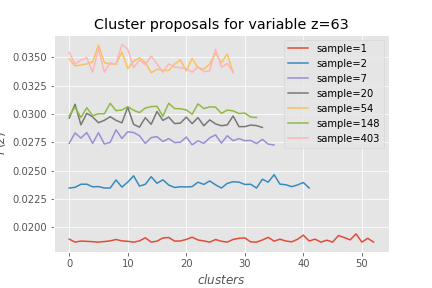 Cluster proposals for variable z=63
0.0350
0.0325
0.0300
0.0275
0.0250
0.0225
0.0200
sample=1
sample=2
sample=7
sample=20
sample=54
sample=148
sample=403
0 10 20 30 40 50
clusters